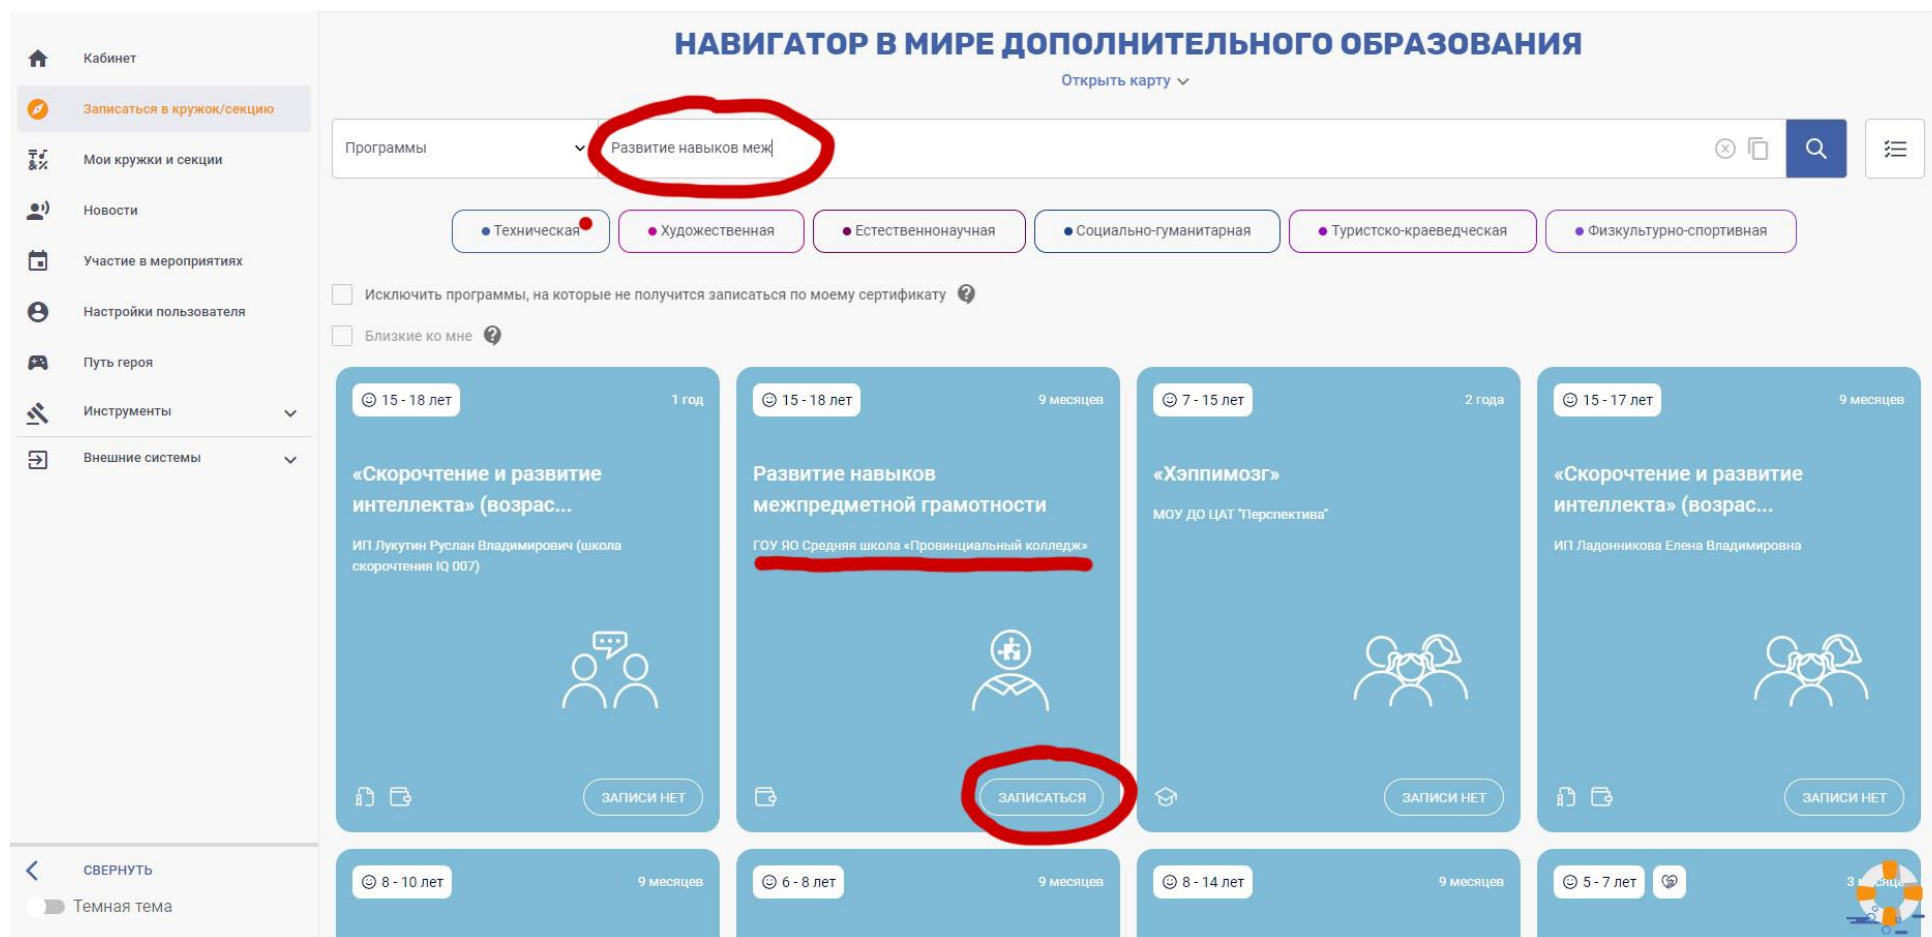 НАВИГАТОР В МИРЕ ДОПОЛНИТЕЛЬНОГО ОБРАЗОВАНИЯ
Открыть карту
Кабинет
Записаться в кружок/секцию
Мои кружки и секции
Новости
Участие в мероприятиях
Настройки пользователя
Путь героя
Инструменты
Внешние системы
СВЕРНУТЬ
Темная тема
Программы
Развитие навыков меж
Техническая
Художественная
Естественнонаучная
Социально-гуманитарная
Туристско-краеведческая
Физкультурно-спортивная
Исключить программы, на которые не получится записаться по моему сертификату
Близкие ко мне
15 - 18 лет
1 год
«Скорочтение и развитие
интеллекта» (возрас...
ИП Лукутин Руслан Владимирович (школа
скорочтения IQ 007)
ЗАПИСИ НЕТ
15 - 18 лет
9 месяцев
Развитие навыков
межпредметной грамотности
ГОУ ЯО Средняя школа «Провинциальный колледж»
ЗАПИСАТЬСЯ
7 - 15 лет
2 года
«Хэппимозг»
МОУ ДО ЦАТ "Перспектива"
ЗАПИСИ НЕТ
15 - 17 лет
9 месяцев
«Скорочтение и развитие
интеллекта» (возрас...
ИП Ладонникова Елена Владимировна
ЗАПИСИ НЕТ
8 - 10 лет
9 месяцев
6 - 8 лет
9 месяцев
8 - 14 лет
9 месяцев
5 - 7 лет
3